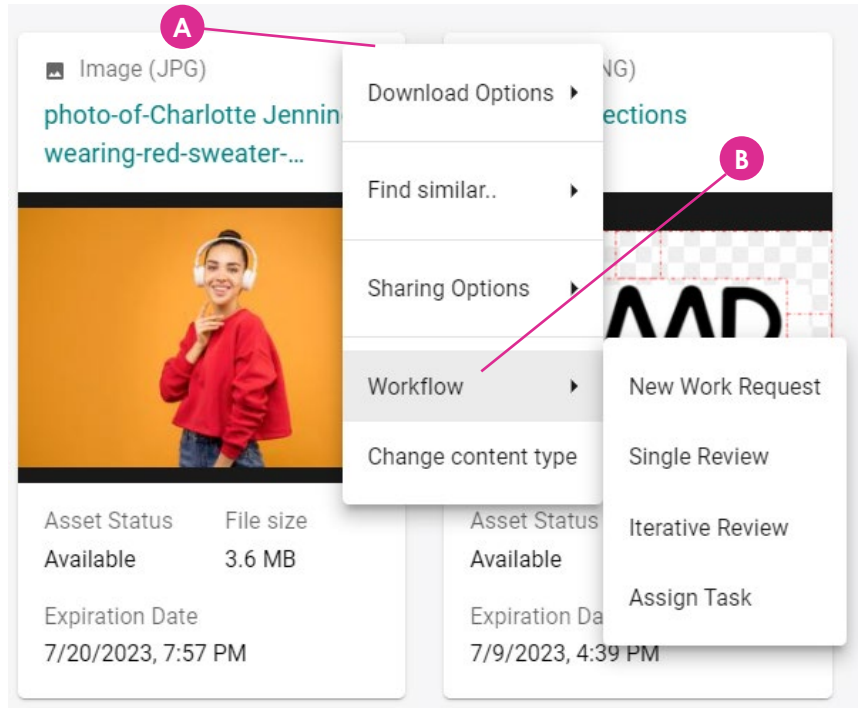 A
Image (JPG)
photo-of-Charlotte Jennin
wearing-red-sweater-…
Download Options
NG)
ections
B
Find similar..
Sharing Options
Workflow
Change content type
New Work Request
Single Review
Iterative Review
Assign Task
Asset Status File size
Available 3.6 MB
Expiration Date
7/20/2023, 7:57 PM
Asset Status
Available
Expiration Da
7/9/2023, 4:39 PM